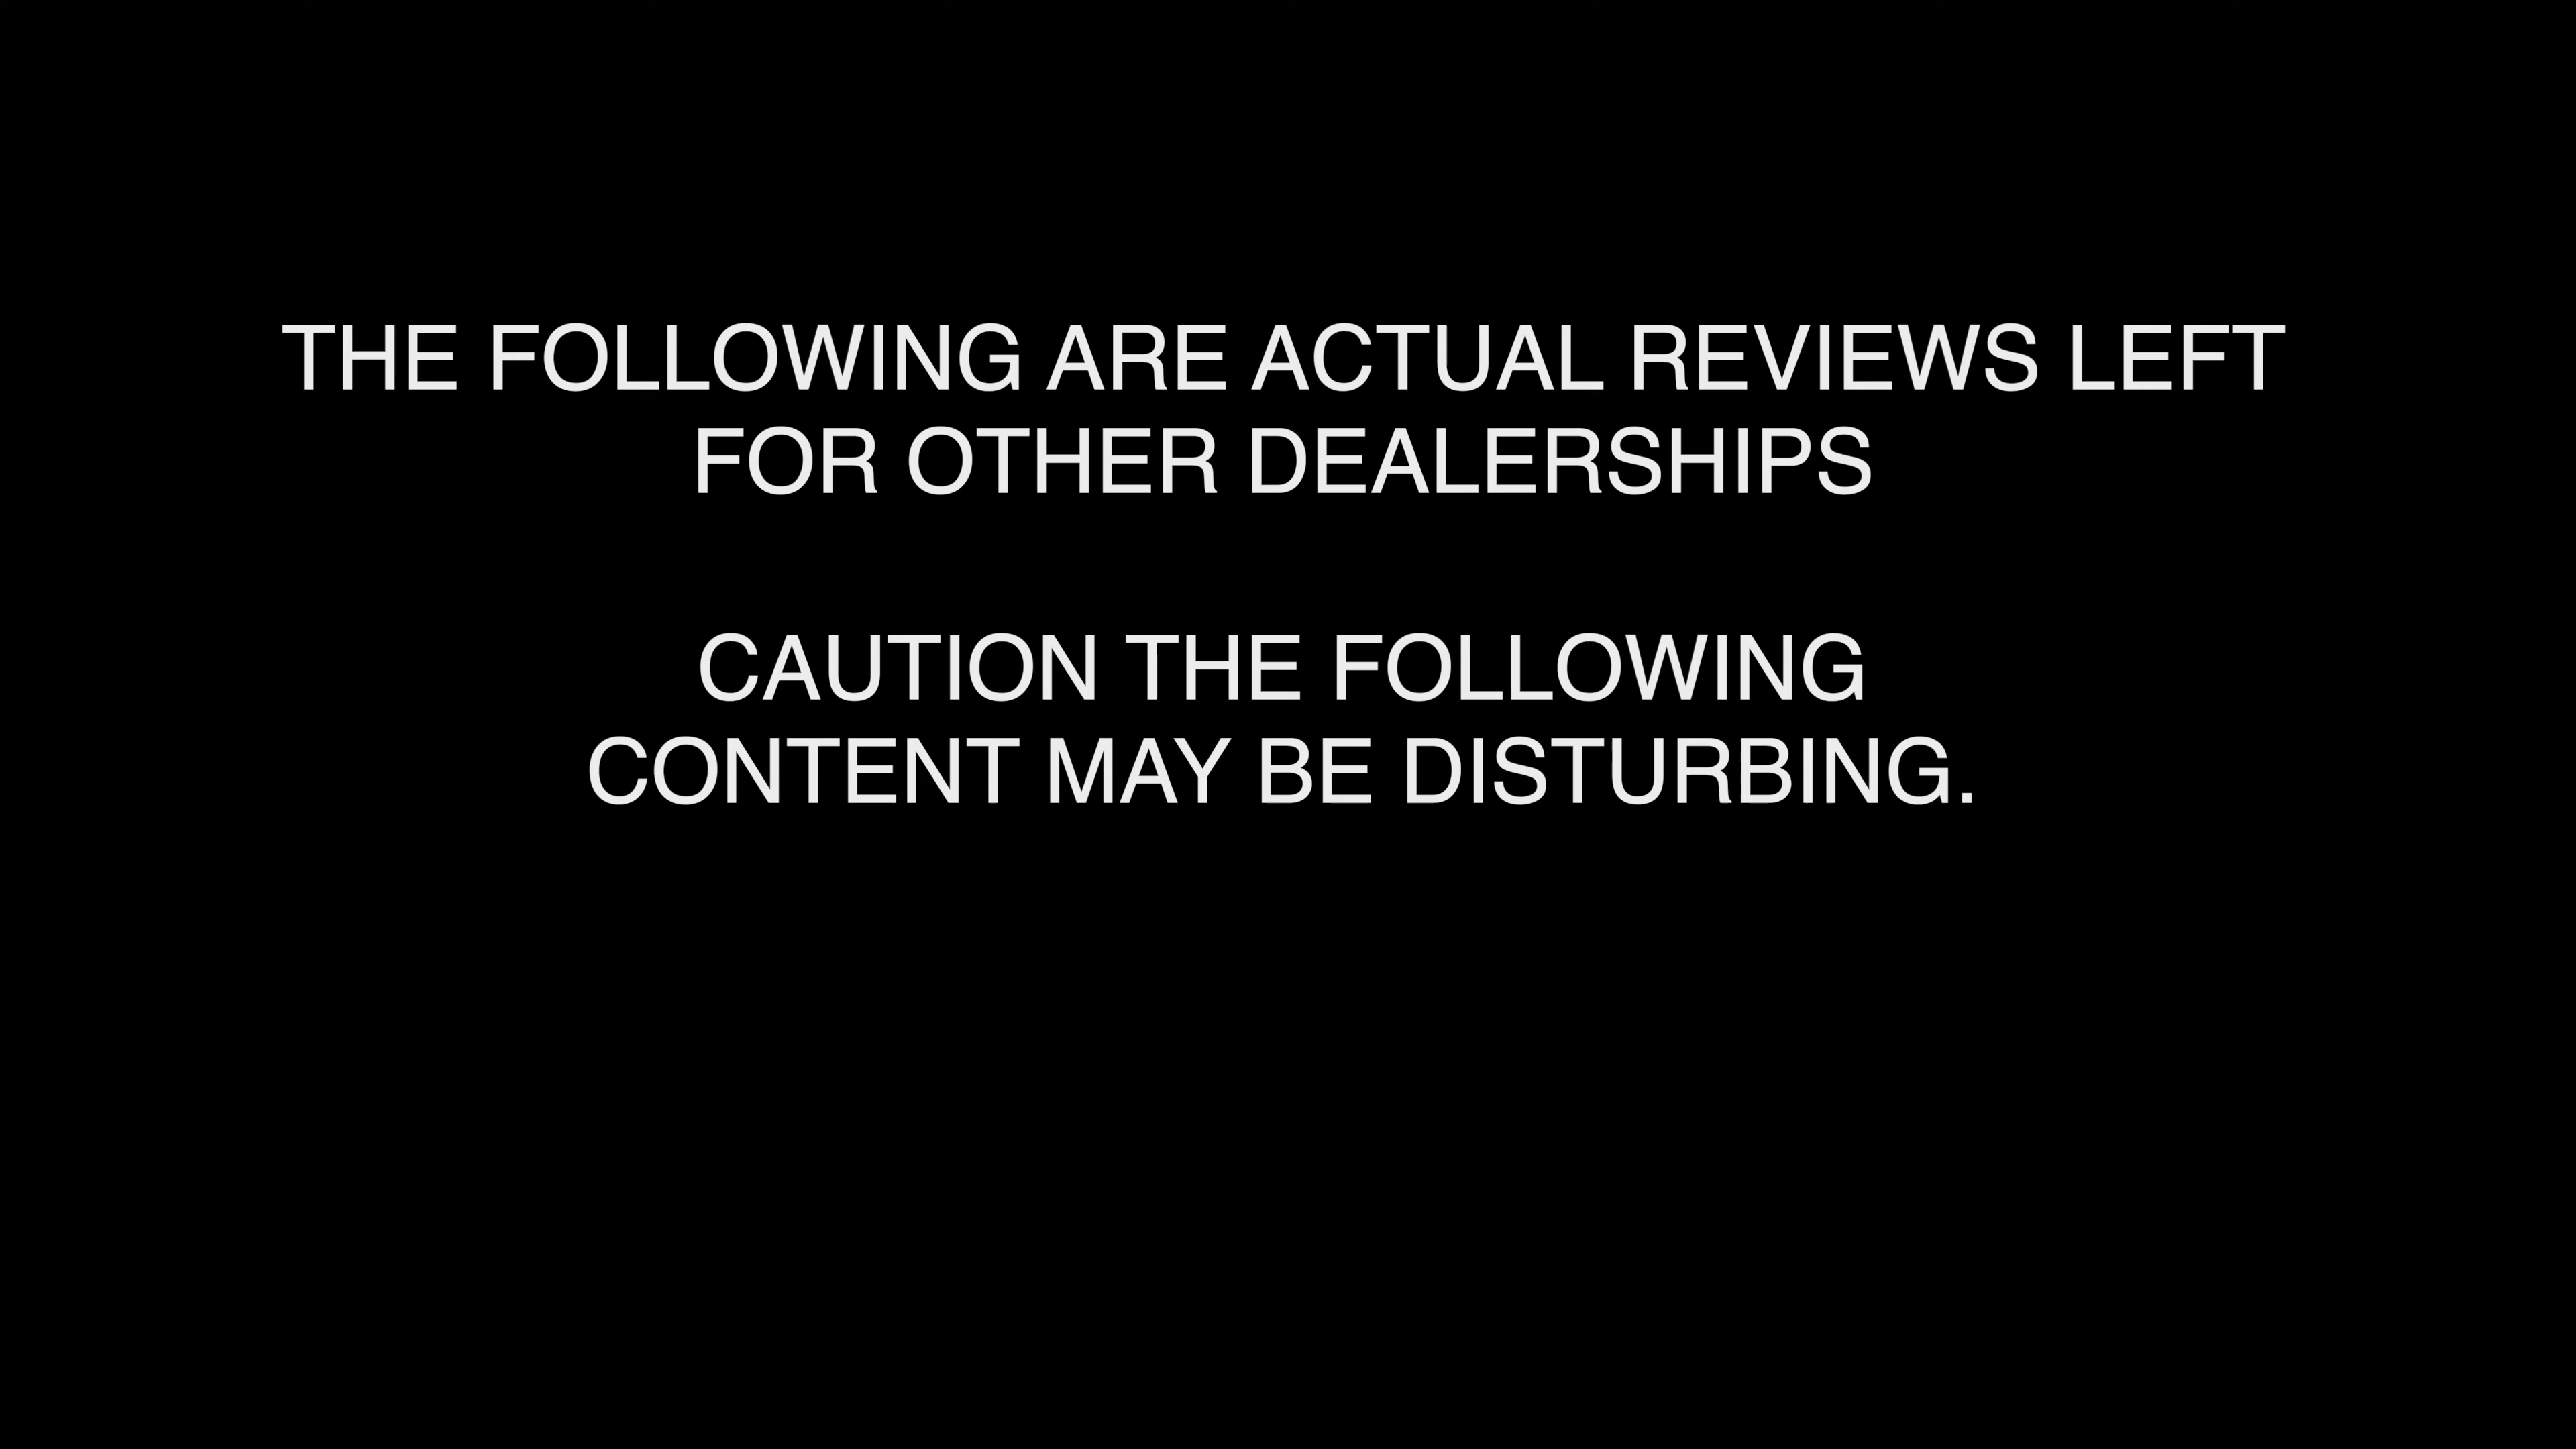 THE FOLLOWING ARE ACTUAL REVIEWS LEFT
FOR OTHER DEALERSHIPS
CAUTION THE FOLLOWING
CONTENT MAY BE DISTURBING.